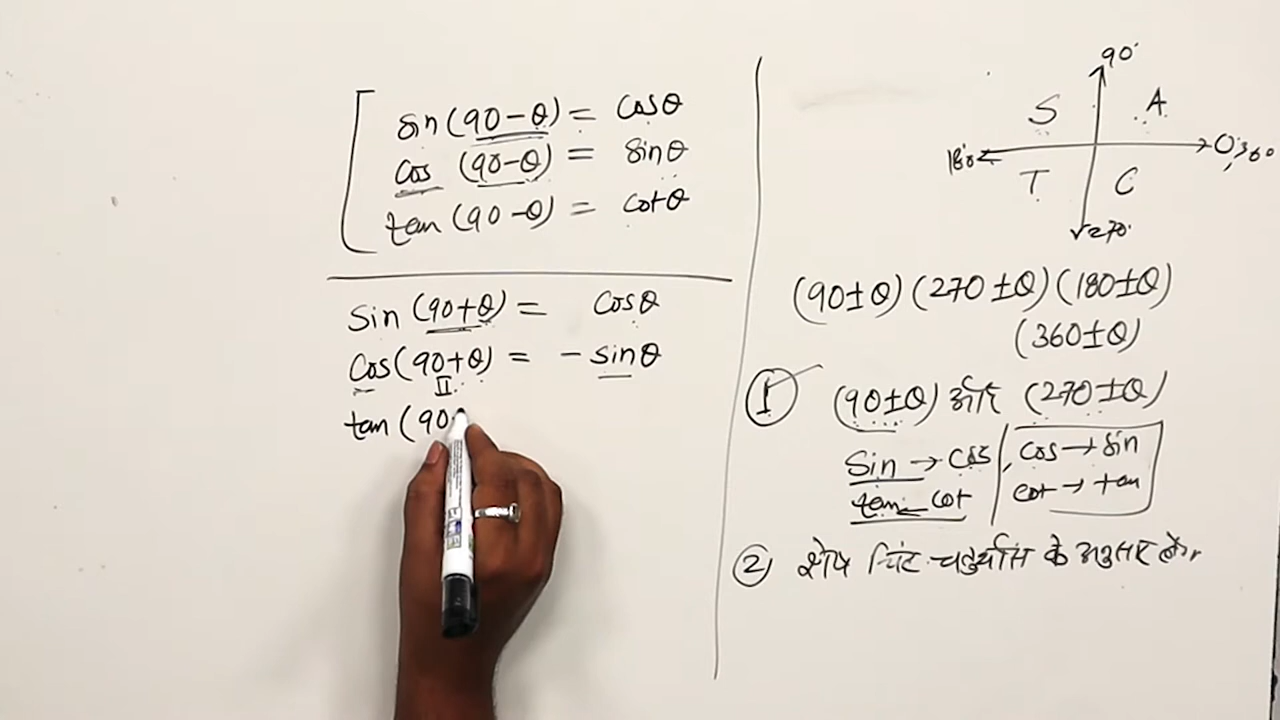 sin (90-θ) = cosθ
cos (90-θ) = sinθ
tan (90-θ) = cotθ
Sin (90+θ) = cosθ
Cos (90+θ) = - sinθ
II
tan (90
90°
S A
180 0°,360
T C
270°
(90±θ) (270±θ) (180±θ)
(360±θ)
① (90±θ) और (270±θ)
Sin → Cos / cos → sin
tan ← cot cot → tan
② शेष चिंह चतुर्थांस के अनुसार